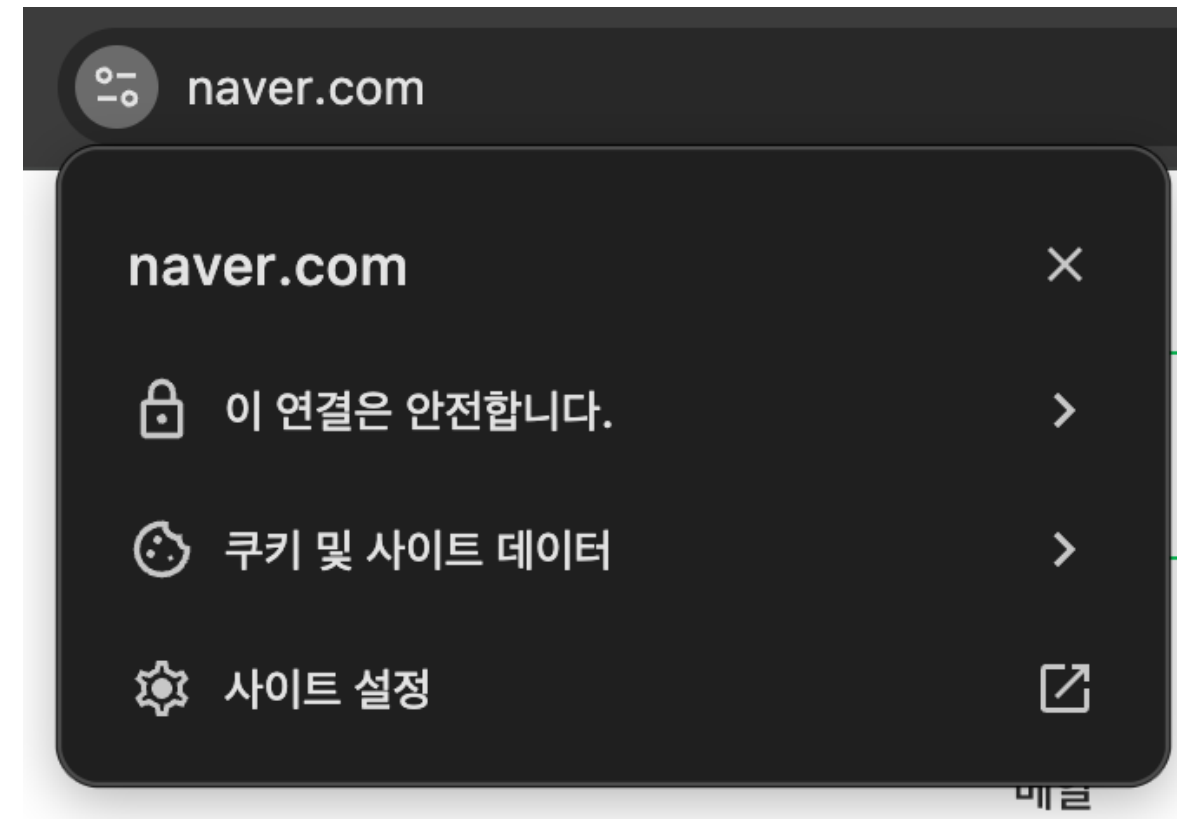 naver.com
naver.com
이 연결은 안전합니다.
쿠키 및 사이트 데이터
사이트 설정